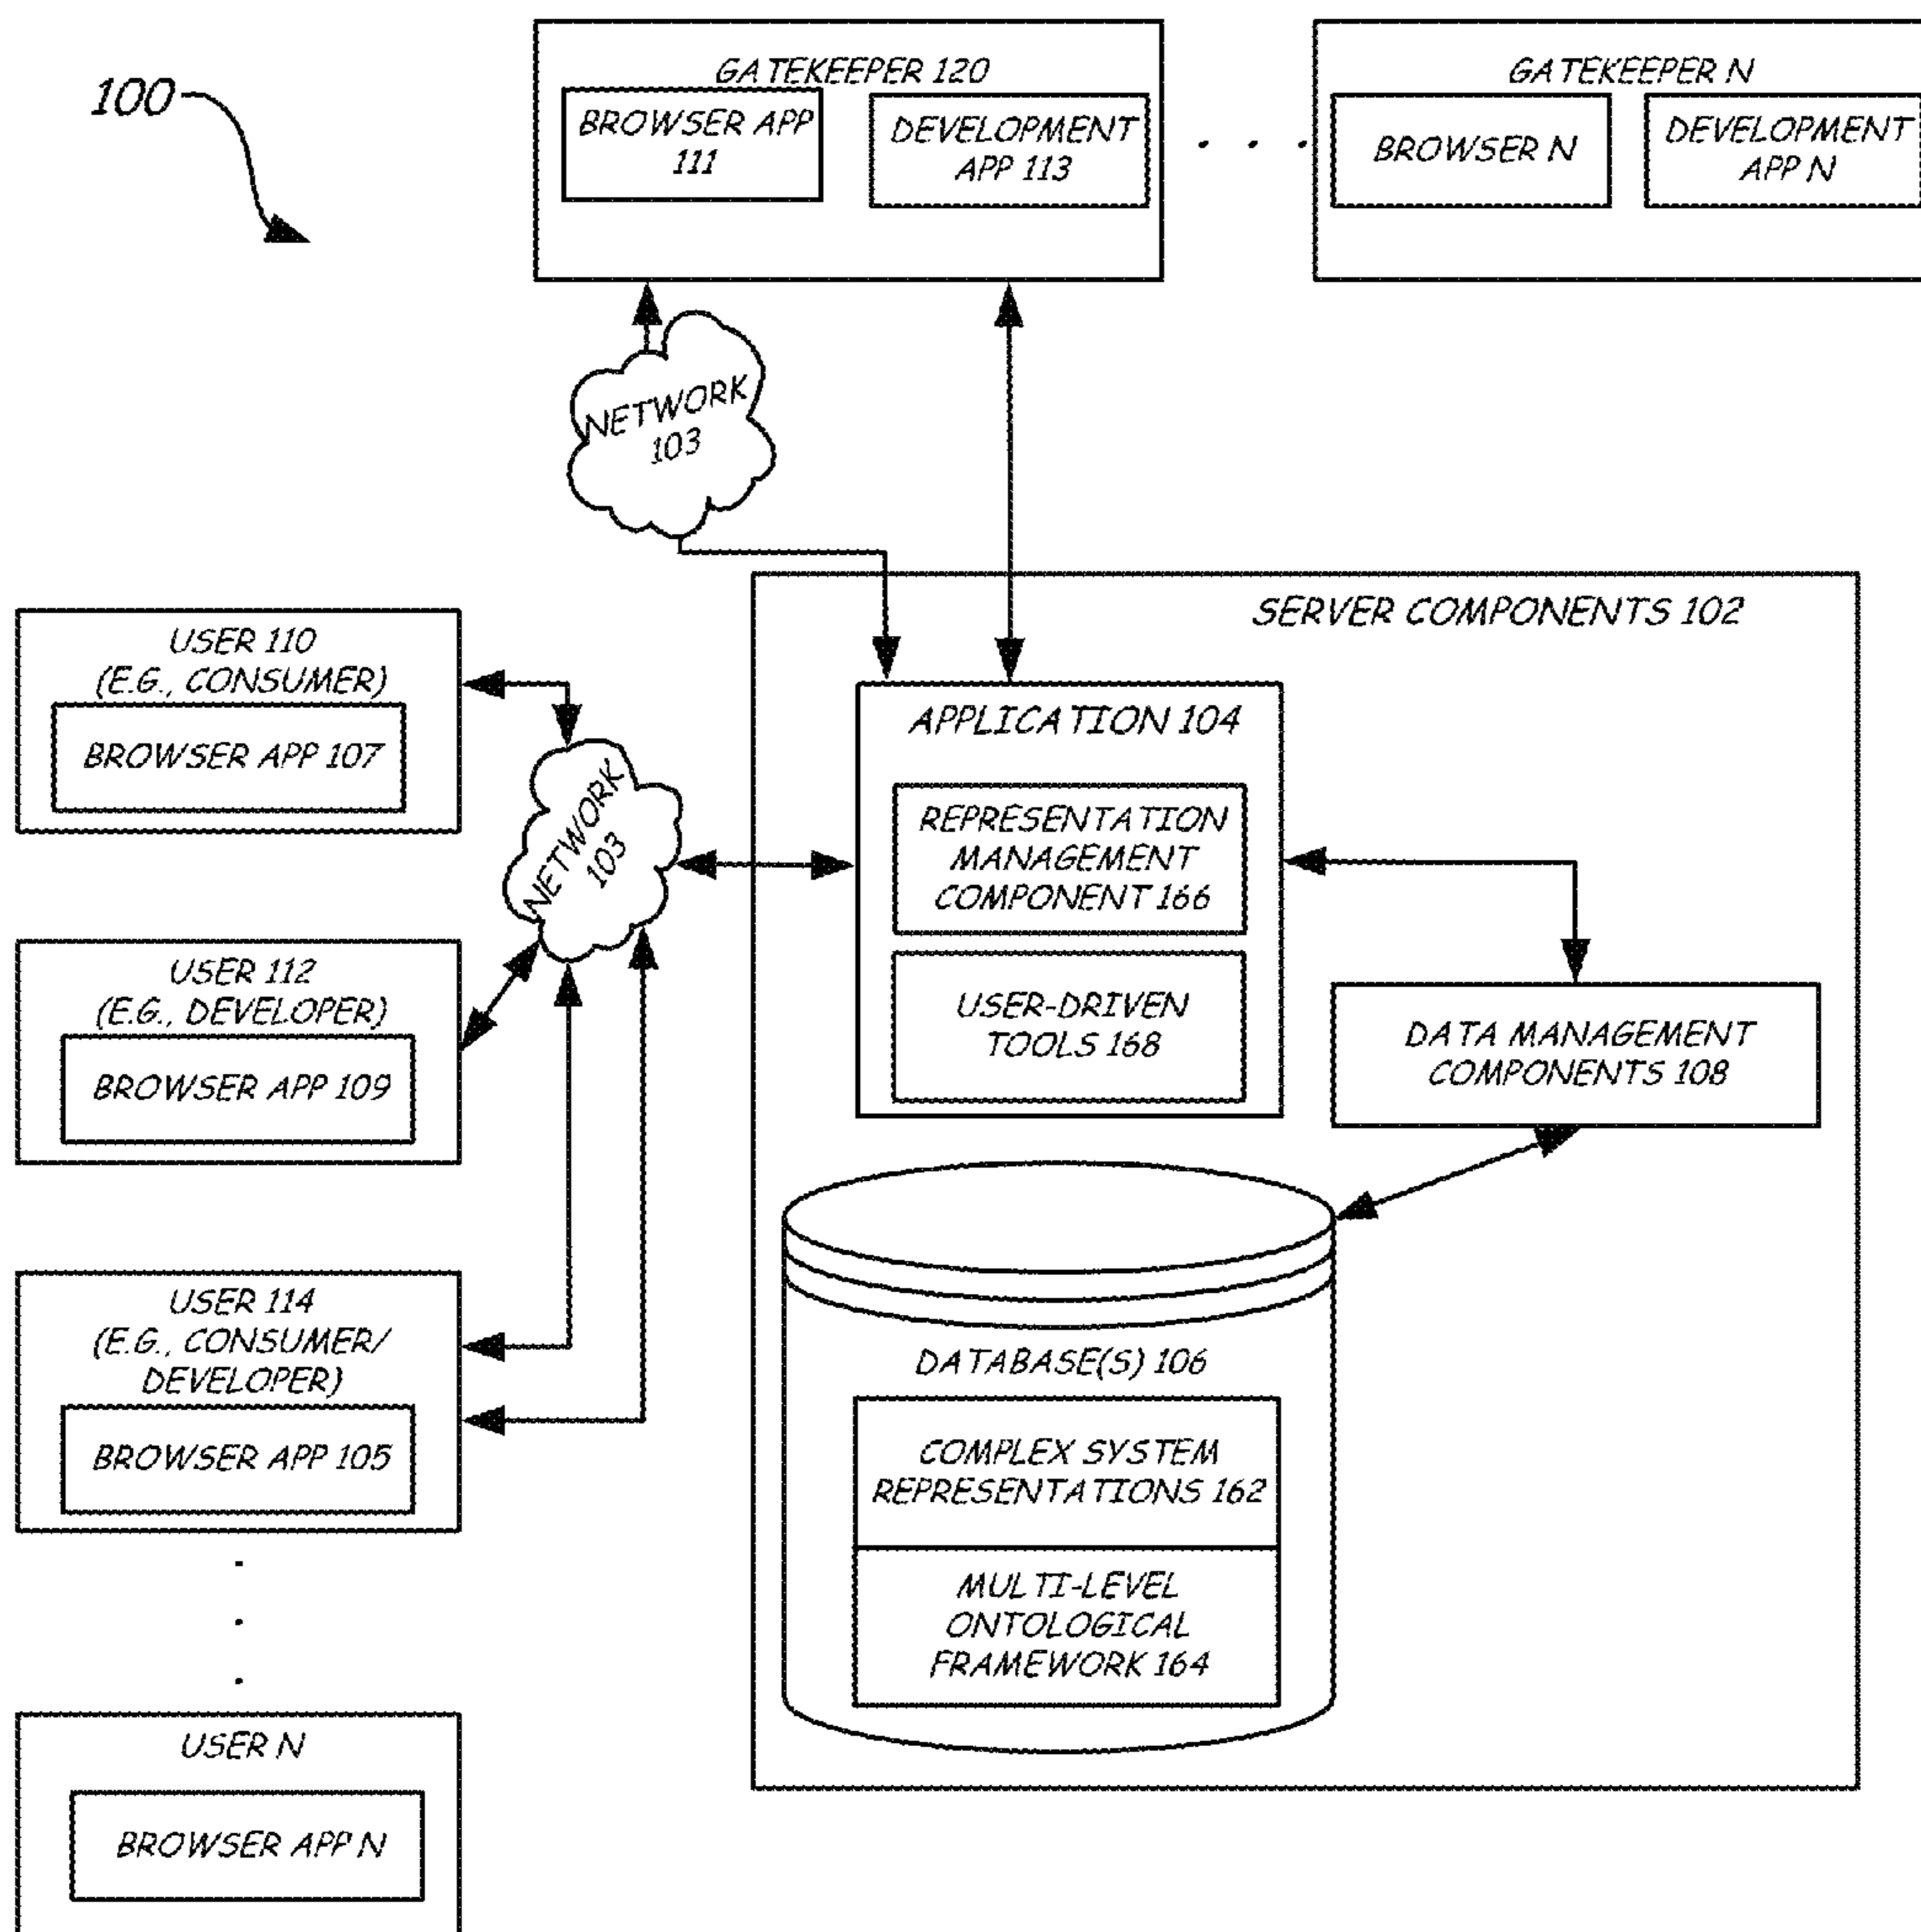 100
GATEKEEPER 120
BROWSER APP
111
DEVELOPMENT
APP 113
. . .
GATEKEEPER N
BROWSER N
DEVELOPMENT
APP N
NETWORK
103
SERVER COMPONENTS 102
USER 110
(E.G., CONSUMER)
BROWSER APP 107
NETWORK
103
APPLICATION 104
REPRESENTATION
MANAGEMENT
COMPONENT 166
USER-DRIVEN
TOOLS 168
USER 112
(E.G., DEVELOPER)
BROWSER APP 109
DATA MANAGEMENT
COMPONENTS 108
USER 114
(E.G., CONSUMER/
DEVELOPER)
BROWSER APP 105
DATABASE(S) 106
COMPLEX SYSTEM
REPRESENTATIONS 162
MULTI-LEVEL
ONTOLOGICAL
FRAMEWORK 164
.
.
.
USER N
BROWSER APP N